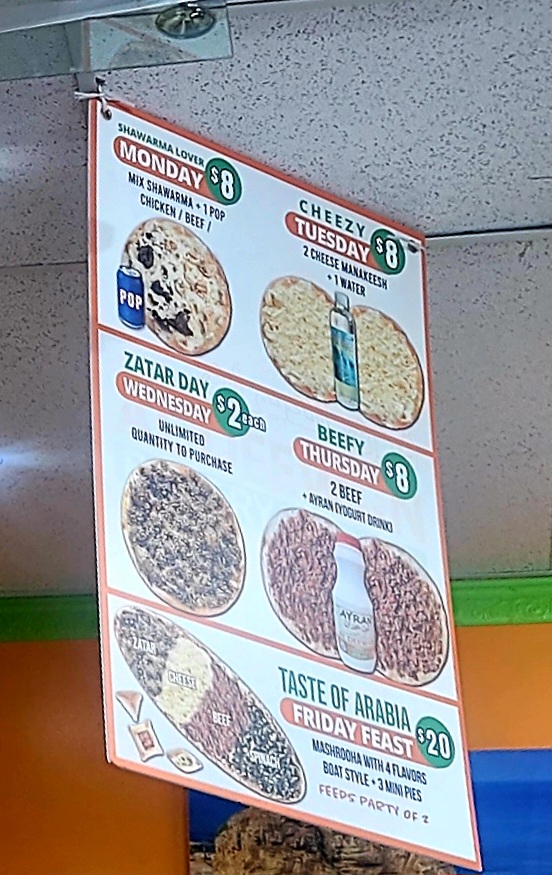 SHAWARMA LOVER
MONDAY $8
MIX SHAWARMA + 1 POP
CHICKEN / BEEF /
POP
CHEEZY
TUESDAY $8
2 CHEESE MANAKEESH
+ 1 WATER
ZATAR DAY
WEDNESDAY $2 each
UNLIMITED
QUANTITY TO PURCHASE
BEEFY
THURSDAY $8
2 BEEF
+ AYRAN (YOGURT DRINK)
AYRAN
ZATAR
CHEESE
BEEF
SPINACH
TASTE OF ARABIA
FRIDAY FEAST $20
MASHROOHA WITH 4 FLAVORS
BOAT STYLE + 3 MINI PIES
FEEDS PARTY OF 2